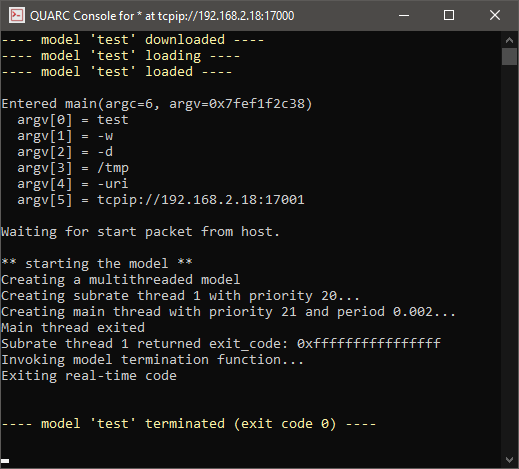 QUARC Console for * at tcpip://192.168.2.18:17000
---- model 'test' downloaded ----
---- model 'test' loading ----
---- model 'test' loaded ----
Entered main(argc=6, argv=0x7fef1f2c38)
argv[0] = test
argv[1] = -w
argv[2] = -d
argv[3] = /tmp
argv[4] = -uri
argv[5] = tcpip://192.168.2.18:17001
Waiting for start packet from host.
** starting the model **
Creating a multithreaded model
Creating subrate thread 1 with priority 20...
Creating main thread with priority 21 and period 0.002...
Main thread exited
Subrate thread 1 returned exit_code: 0xffffffffffffffff
Invoking model termination function...
Exiting real-time code
---- model 'test' terminated (exit code 0) ----